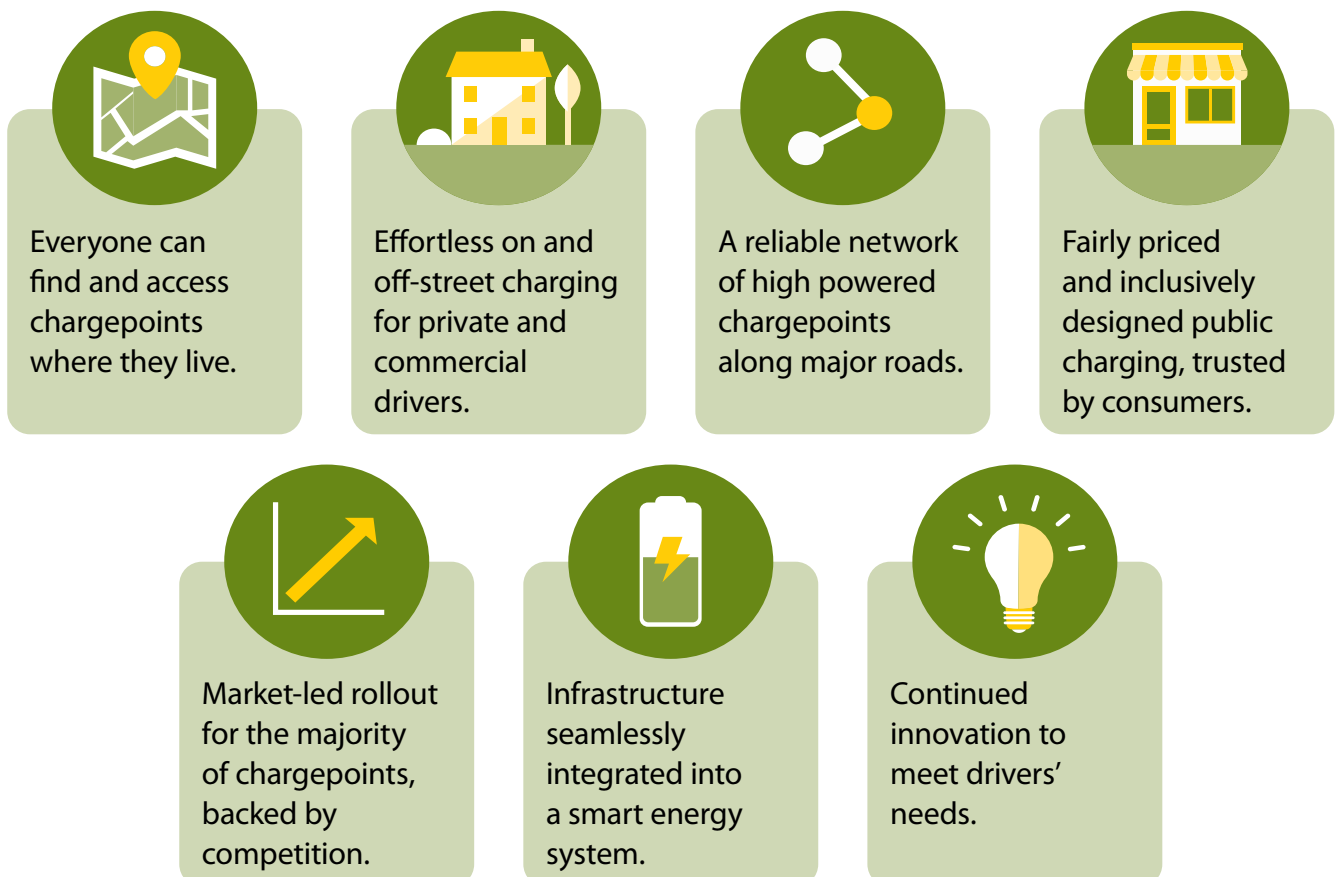 Everyone can
find and access
chargepoints
where they live.
Effortless on and
off-street charging
for private and
commercial
drivers.
A reliable network
of high powered
chargepoints
along major roads.
Fairly priced
and inclusively
designed public
charging, trusted
by consumers.
Market-led rollout
for the majority
of chargepoints,
backed by
competition.
Infrastructure
seamlessly
integrated into
a smart energy
system.
Continued
innovation to
meet drivers’
needs.